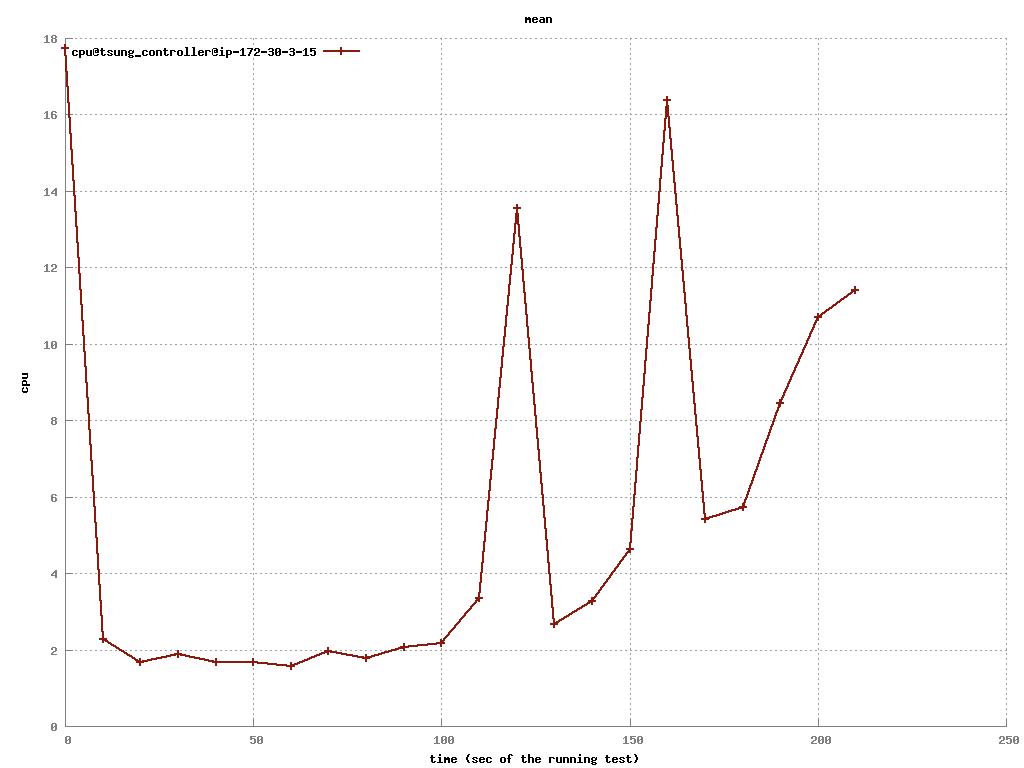 mean
18
cpu@tsung_controller@ip-172-30-3-15
16
14
12
10
cpu
8
6
4
2
0
0 50 100 150 200 250
time (sec of the running test)